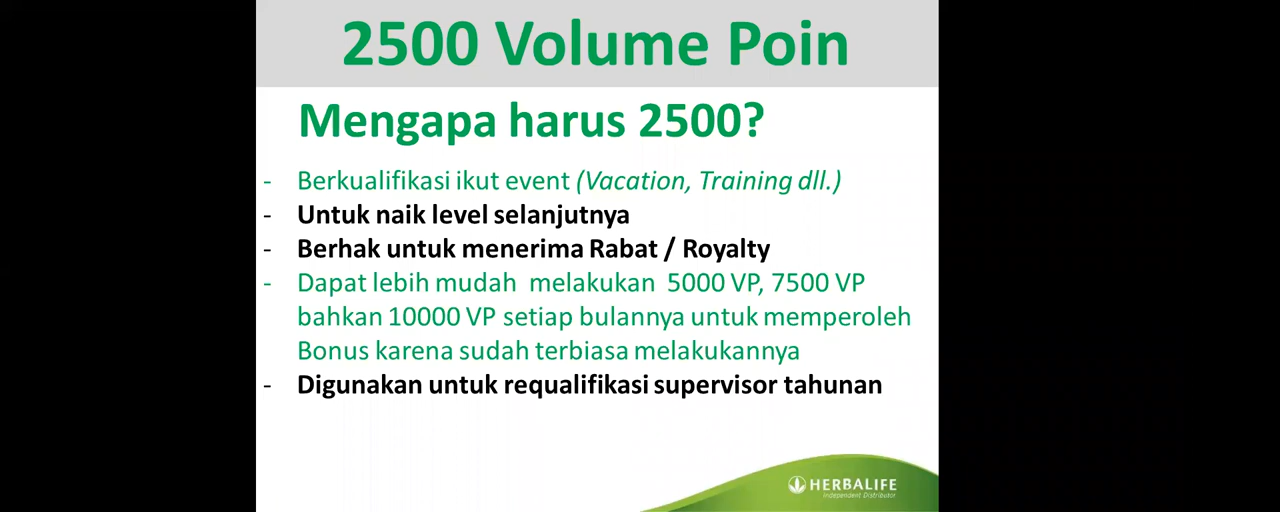 2500 Volume Poin
Mengapa harus 2500?
- Berkualifikasi ikut event (Vacation, Training dll.)
- Untuk naik level selanjutnya
- Berhak untuk menerima Rabat / Royalty
- Dapat lebih mudah melakukan 5000 VP, 7500 VP
bahkan 10000 VP setiap bulannya untuk memperoleh
Bonus karena sudah terbiasa melakukannya
- Digunakan untuk requalifikasi supervisor tahunan
HERBALIFE
Independent Distributor